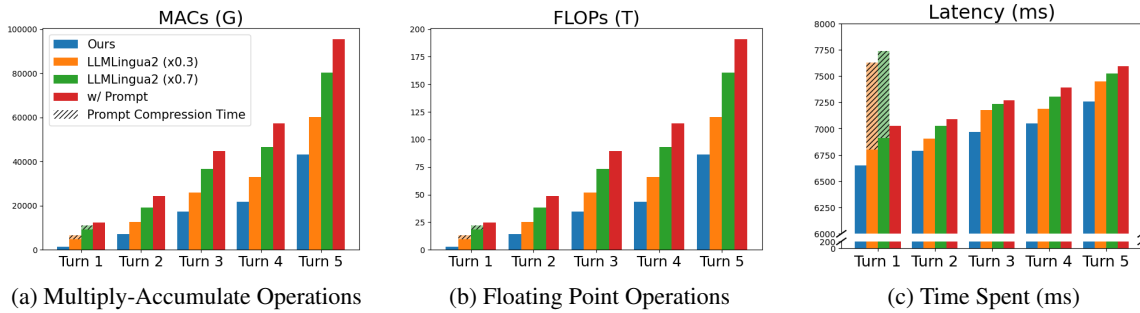 MACs (G)
100000
80000
60000
40000
20000
0
Ours
LLMLingua2 (x0.3)
LLMLingua2 (x0.7)
w/ Prompt
Prompt Compression Time
Turn 1 Turn 2 Turn 3 Turn 4 Turn 5
(a) Multiply-Accumulate Operations
FLOPs (T)
200
175
150
125
100
75
50
25
0
Turn 1 Turn 2 Turn 3 Turn 4 Turn 5
(b) Floating Point Operations
Latency (ms)
8000
7750
7500
7250
7000
6750
6500
6250
6000
200
0
Turn 1 Turn 2 Turn 3 Turn 4 Turn 5
(c) Time Spent (ms)